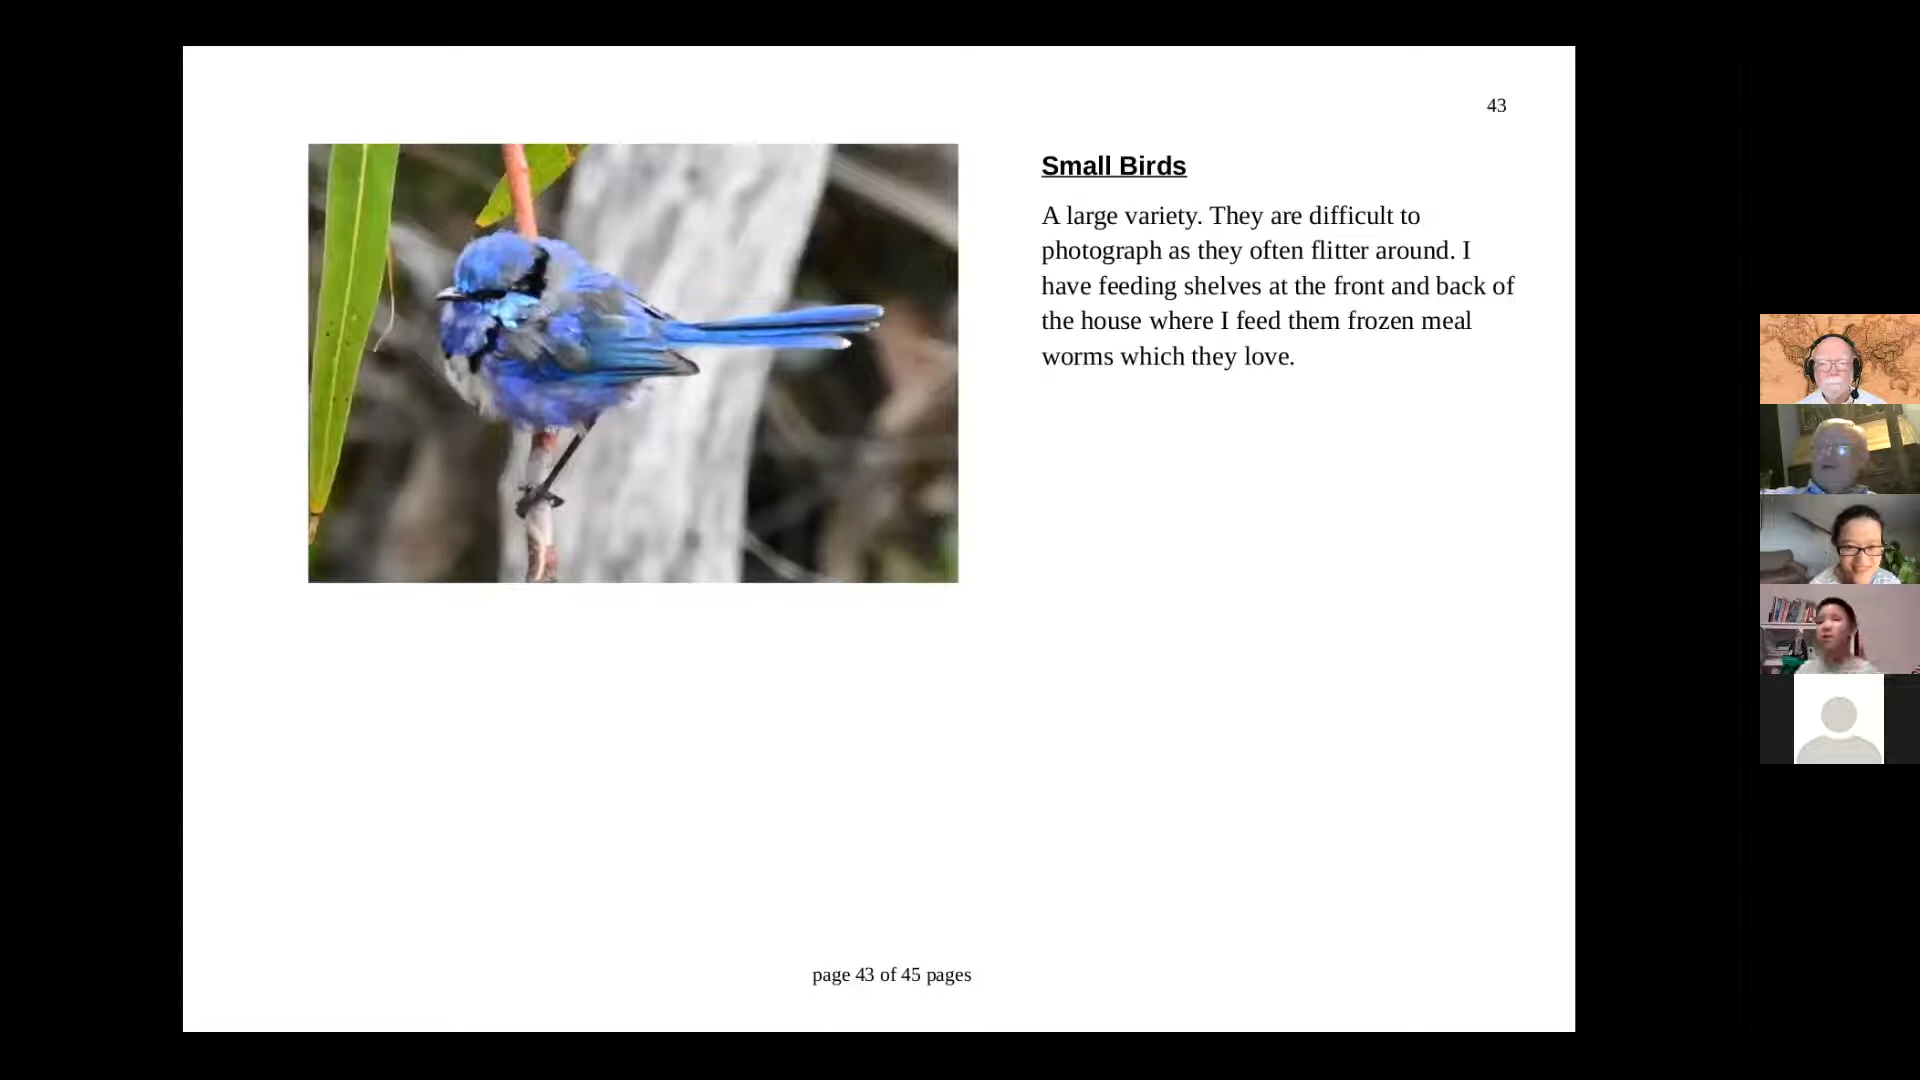 43
Small Birds
A large variety. They are difficult to
photograph as they often flitter around. I
have feeding shelves at the front and back of
the house where I feed them frozen meal
worms which they love.
page 43 of 45 pages